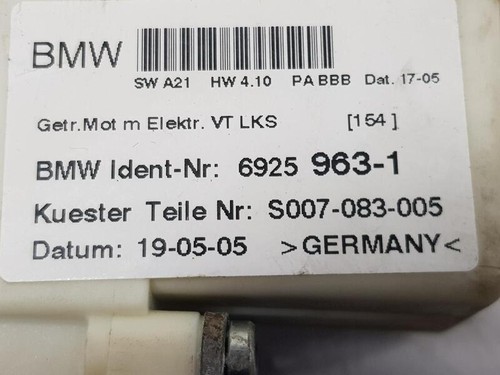 BMW
SW A21 HW 4.10 PA BBB Dat. 17-05
Getr.Mot m Elektr. VT LKS [154]
BMW Ident-Nr: 6925 963-1
Kuester Teile Nr: S007-083-005
Datum: 19-05-05 >GERMANY<